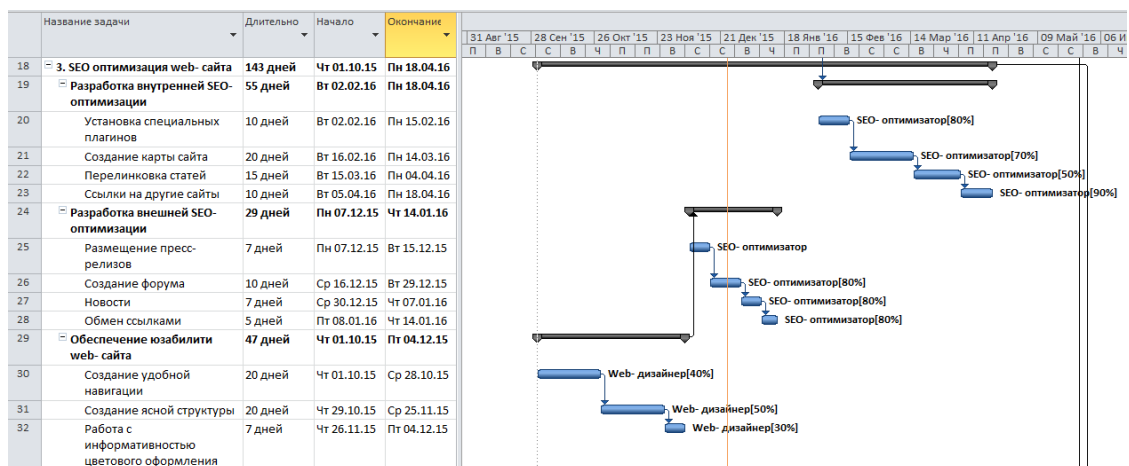 Название задачи Длительно Начало Окончание
31 Авг '15 28 Сен '15 26 Окт '15 23 Ноя '15 21 Дек '15 18 Янв '16 15 Фев '16 14 Мар '16 11 Апр '16 09 Май '16 06 И
П В С С В Ч П П В С С В Ч П П В С С В Ч П П В С С В Ч
18 3. SEO оптимизация web- сайта 143 дней Чт 01.10.15 Пн 18.04.16
19 Разработка внутренней SEO- 55 дней Вт 02.02.16 Пн 18.04.16
оптимизации
20 Установка специальных 10 дней Вт 02.02.16 Пн 15.02.16 SEO- оптимизатор[80%]
плагинов
21 Создание карты сайта 20 дней Вт 16.02.16 Пн 14.03.16 SEO- оптимизатор[70%]
22 Перелинковка статей 15 дней Вт 15.03.16 Пн 04.04.16 SEO- оптимизатор[50%]
23 Ссылки на другие сайты 10 дней Вт 05.04.16 Пн 18.04.16 SEO- оптимизатор[90%]
24 Разработка внешней SEO- 29 дней Пн 07.12.15 Чт 14.01.16
оптимизации
25 Размещение пресс- 7 дней Пн 07.12.15 Вт 15.12.15 SEO- оптимизатор
релизов
26 Создание форума 10 дней Ср 16.12.15 Вт 29.12.15 SEO- оптимизатор[80%]
27 Новости 7 дней Ср 30.12.15 Чт 07.01.16 SEO- оптимизатор[80%]
28 Обмен ссылками 5 дней Пт 08.01.16 Чт 14.01.16 SEO- оптимизатор[80%]
29 Обеспечение юзабилити 47 дней Чт 01.10.15 Пт 04.12.15
web- сайта
30 Создание удобной 20 дней Чт 01.10.15 Ср 28.10.15 Web- дизайнер[40%]
навигации
31 Создание ясной структуры 20 дней Чт 29.10.15 Ср 25.11.15 Web- дизайнер[50%]
32 Работа с 7 дней Чт 26.11.15 Пт 04.12.15 Web- дизайнер[30%]
информативностью
цветового оформления